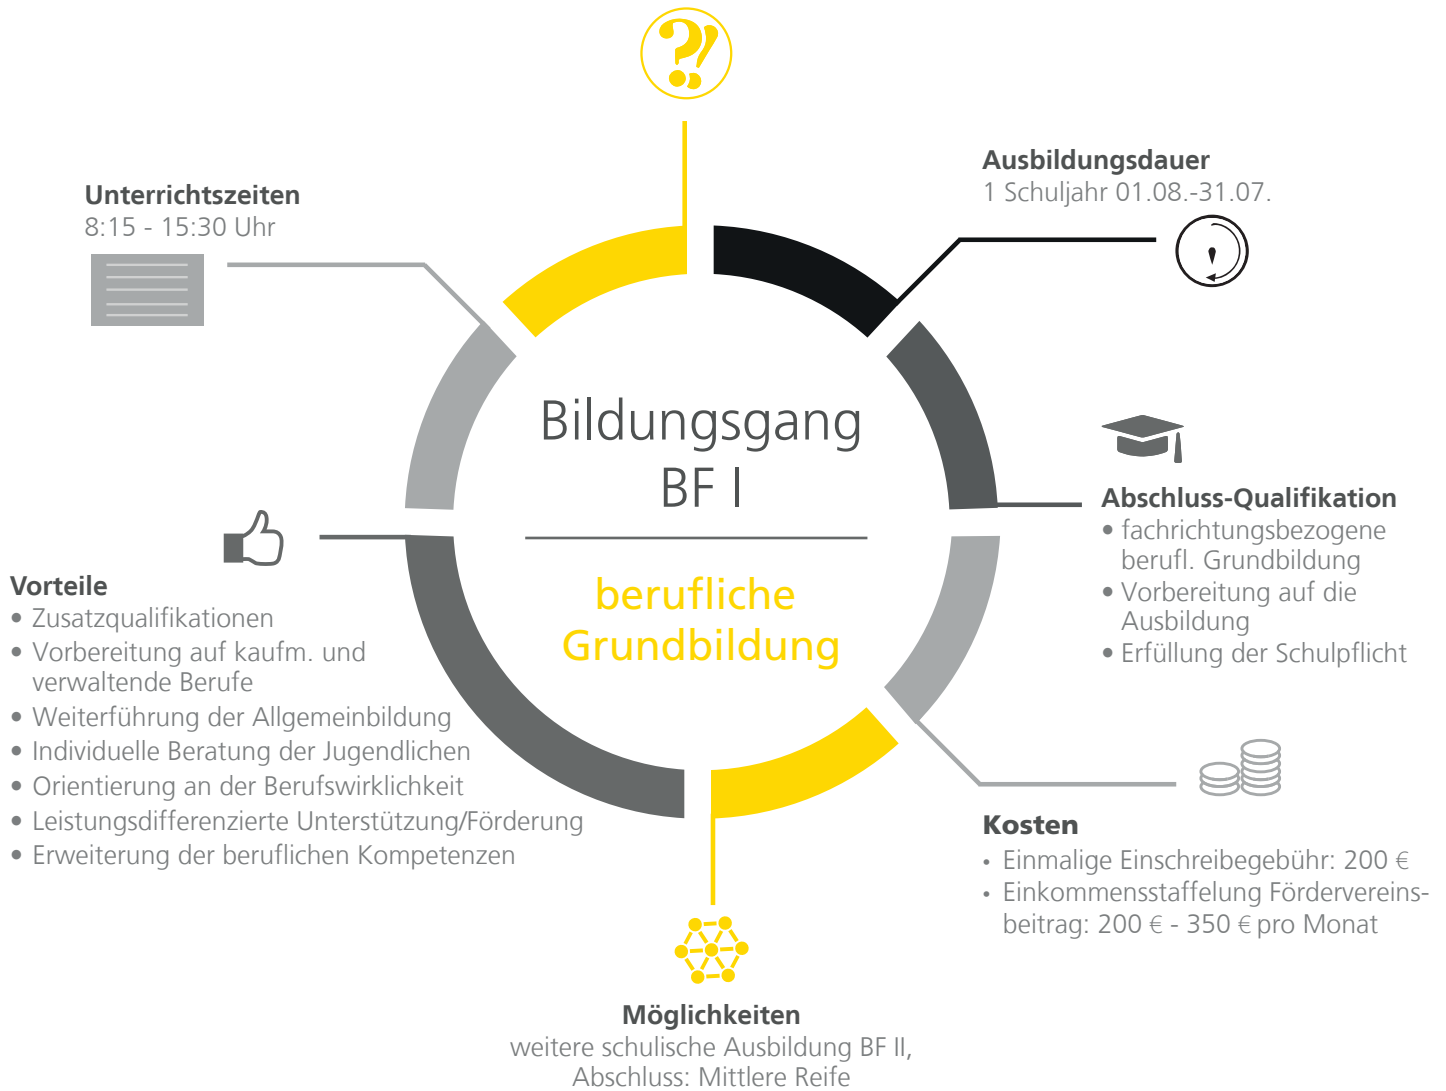 ?!
Unterrichtszeiten
8:15 - 15:30 Uhr
Ausbildungsdauer
1 Schuljahr 01.08.-31.07.
Bildungsgang
BF I
berufliche
Grundbildung
Abschluss-Qualifikation
• fachrichtungsbezogene
berufl. Grundbildung
• Vorbereitung auf die
Ausbildung
• Erfüllung der Schulpflicht
Vorteile
• Zusatzqualifikationen
• Vorbereitung auf kaufm. und
verwaltende Berufe
• Weiterführung der Allgemeinbildung
• Individuelle Beratung der Jugendlichen
• Orientierung an der Berufswirklichkeit
• Leistungsdifferenzierte Unterstützung/Förderung
• Erweiterung der beruflichen Kompetenzen
Kosten
• Einmalige Einschreibegebühr: 200 €
• Einkommensstaffelung Fördervereins-
beitrag: 200 € - 350 € pro Monat
Möglichkeiten
weitere schulische Ausbildung BF II,
Abschluss: Mittlere Reife